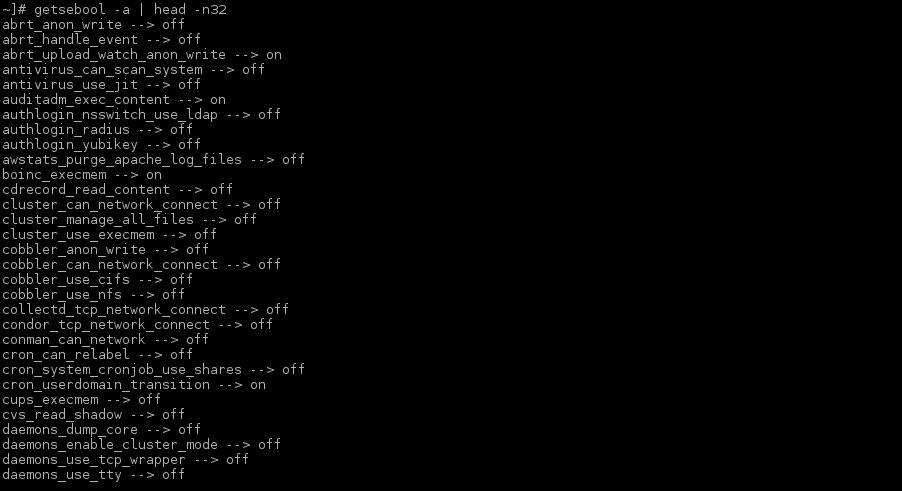 ~]# getsebool -a | head -n32
abrt_anon_write --> off
abrt_handle_event --> off
abrt_upload_watch_anon_write --> on
antivirus_can_scan_system --> off
antivirus_use_jit --> off
auditadm_exec_content --> on
authlogin_nsswitch_use_ldap --> off
authlogin_radius --> off
authlogin_yubikey --> off
awstats_purge_apache_log_files --> off
boinc_execmem --> on
cdrecord_read_content --> off
cluster_can_network_connect --> off
cluster_manage_all_files --> off
cluster_use_execmem --> off
cobbler_anon_write --> off
cobbler_can_network_connect --> off
cobbler_use_cifs --> off
cobbler_use_nfs --> off
collectd_tcp_network_connect --> off
condor_tcp_network_connect --> off
conman_can_network --> off
cron_can_relabel --> off
cron_system_cronjob_use_shares --> off
cron_userdomain_transition --> on
cups_execmem --> off
cvs_read_shadow --> off
daemons_dump_core --> off
daemons_enable_cluster_mode --> off
daemons_use_tcp_wrapper --> off
daemons_use_tty --> off